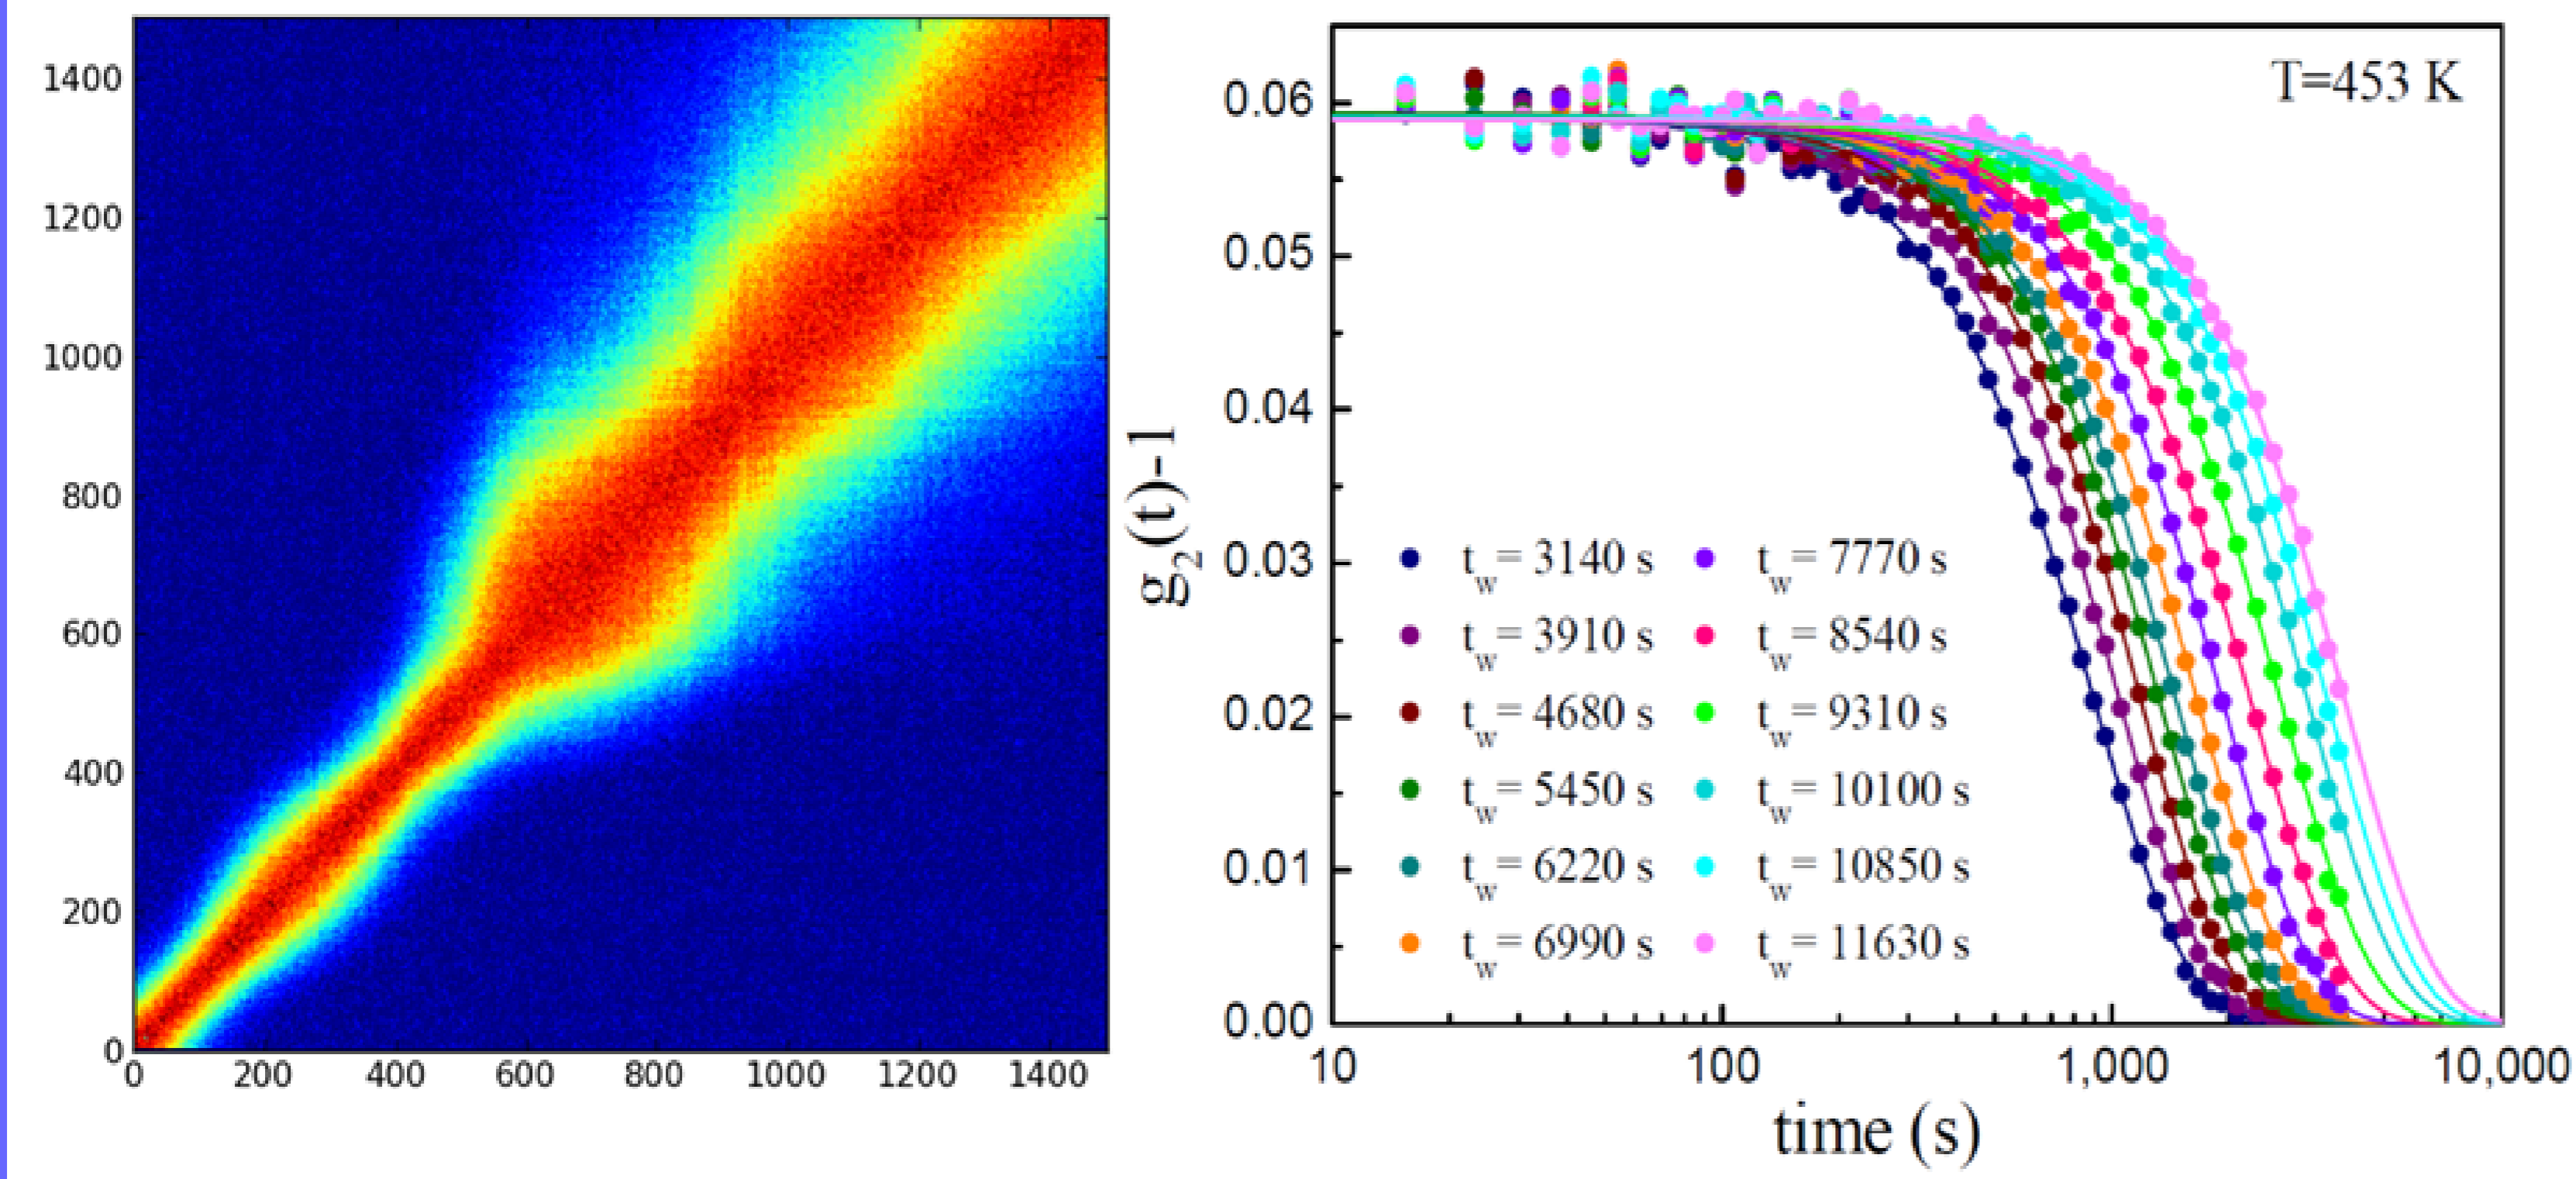 1400
1200
1000
800
600
400
200
0
0 200 400 600 800 1000 1200 1400
T=453 K
g2(t)-1
0.06
0.05
0.04
0.03
0.02
0.01
0.00
tw= 3140 s tw= 7770 s
tw= 3910 s tw= 8540 s
tw= 4680 s tw= 9310 s
tw= 5450 s tw= 10100 s
tw= 6220 s tw= 10850 s
tw= 6990 s tw= 11630 s
10 100 1,000 10,000
time (s)